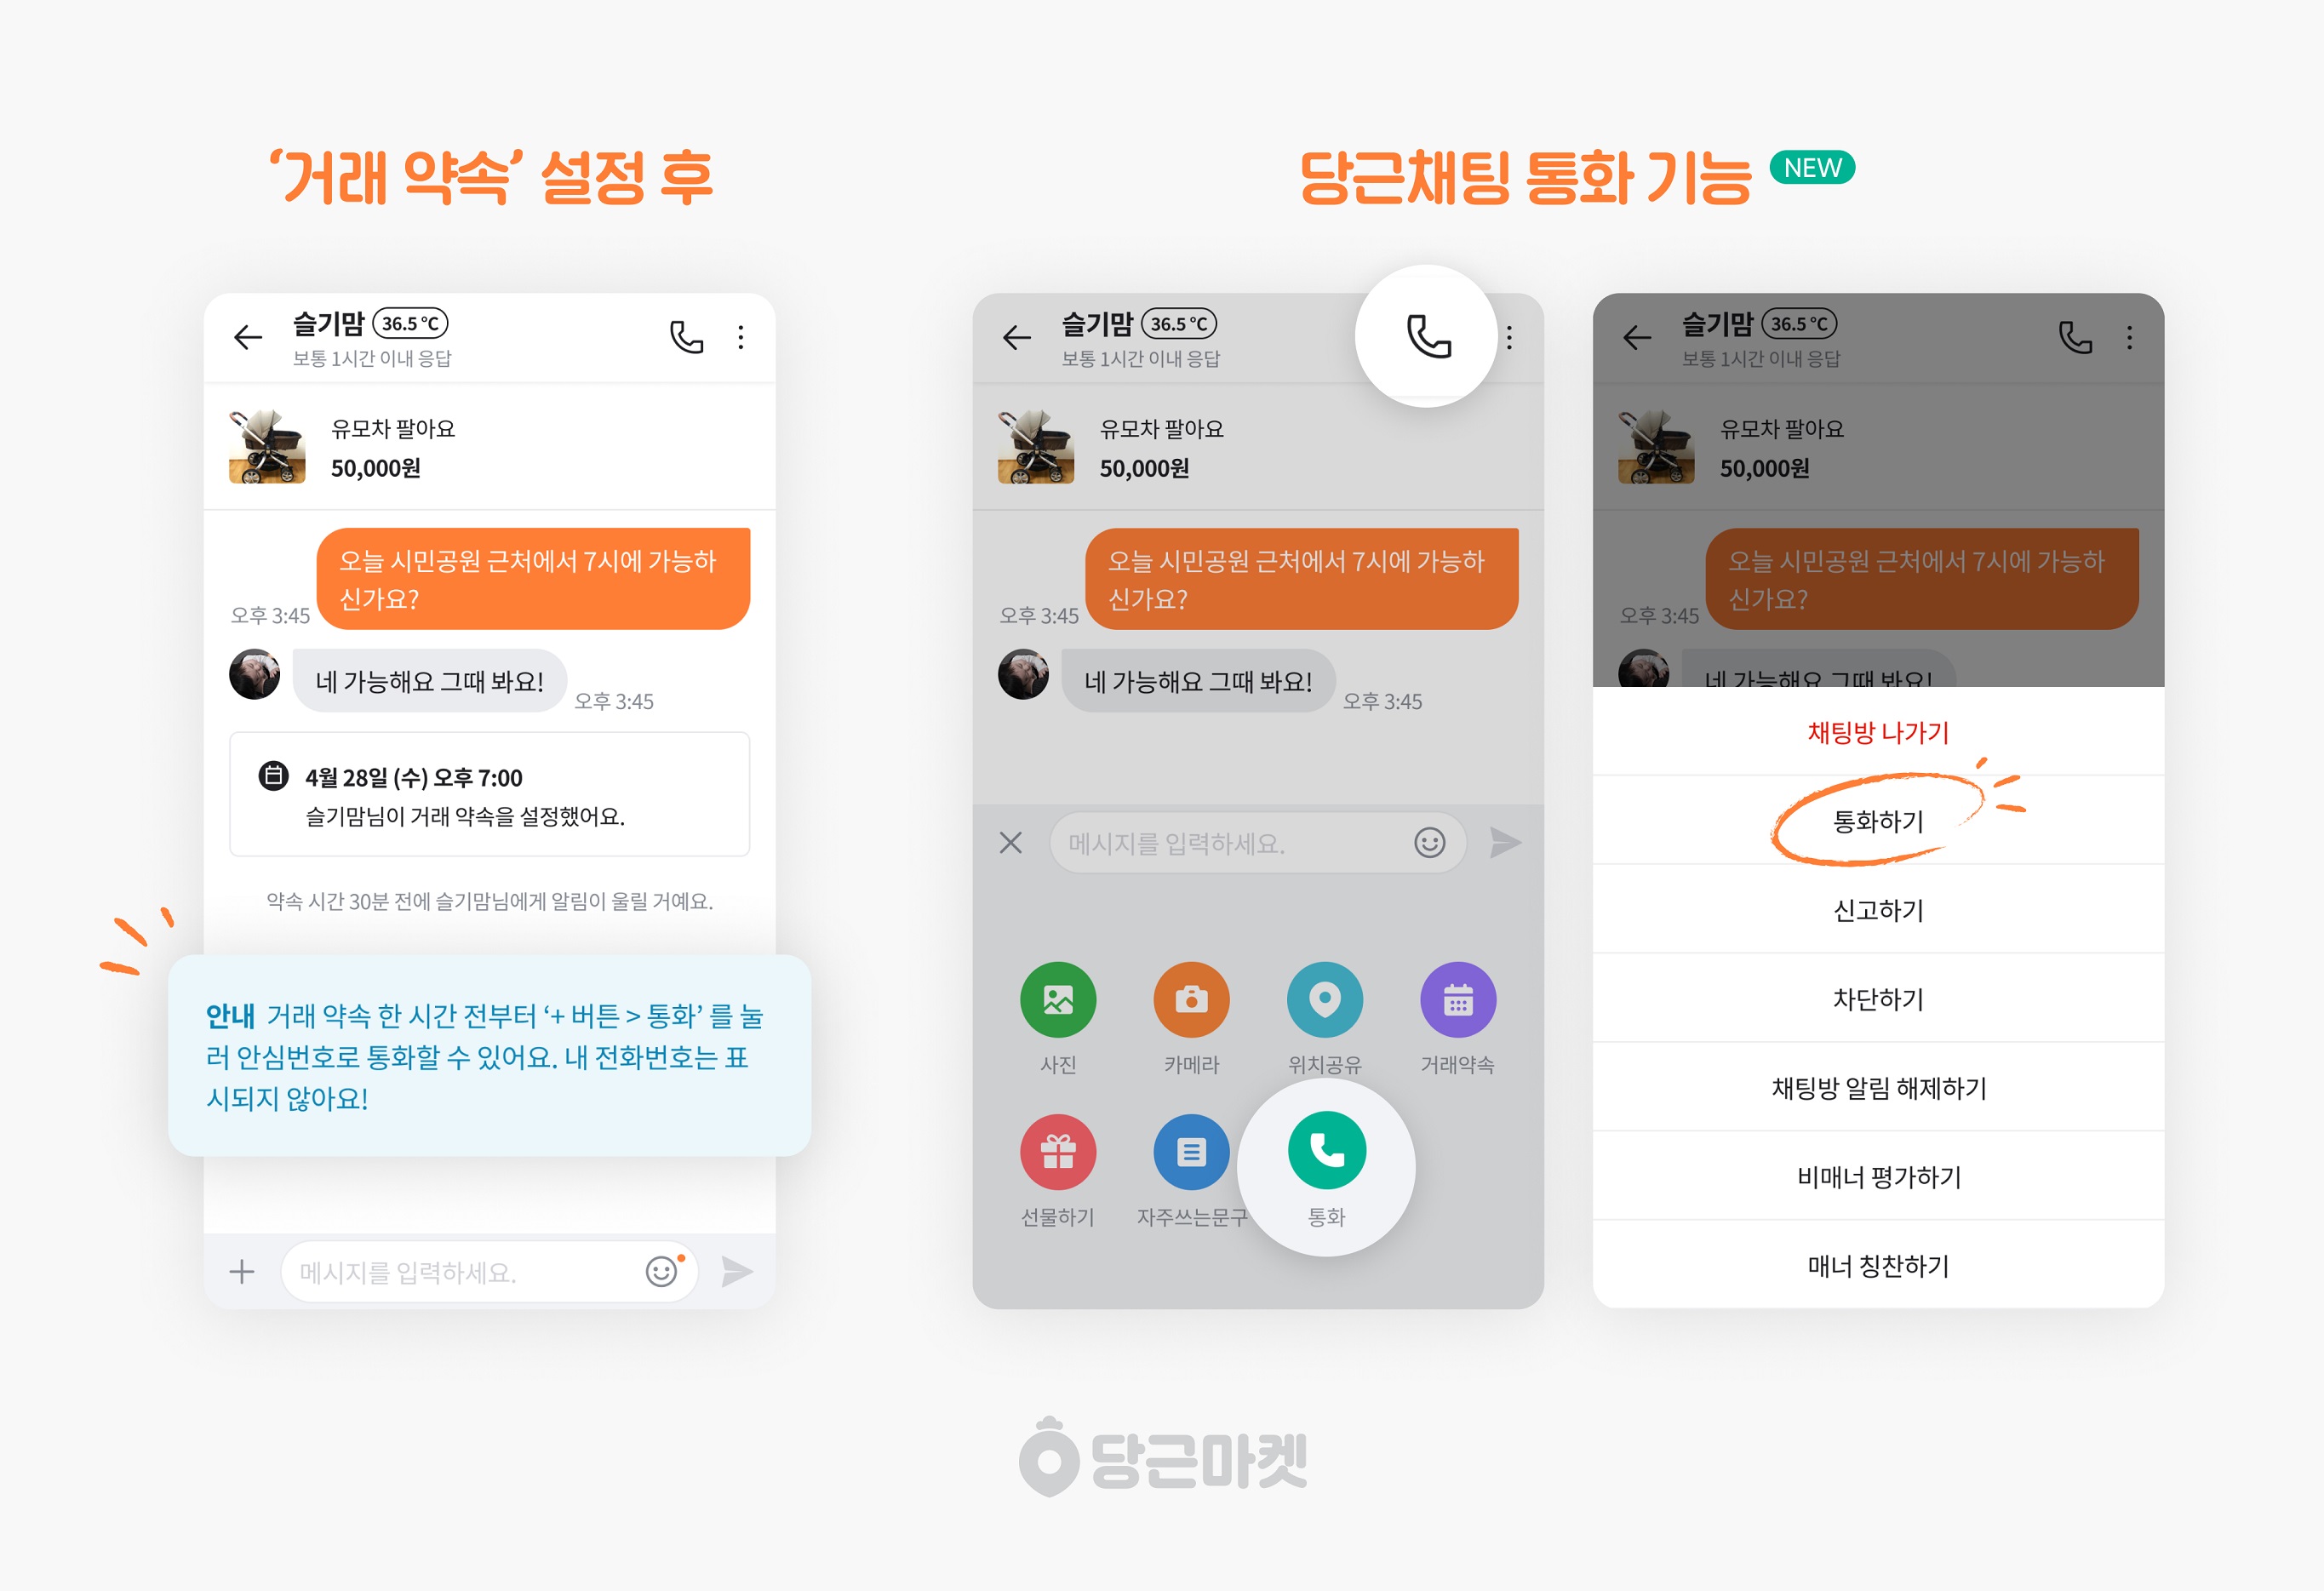 ‘거래 약속’ 설정 후
슬기맘 36.5 °C
보통 1시간 이내 응답
유모차 팔아요
50,000원
오늘 시민공원 근처에서 7시에 가능하
신가요?
오후 3:45
네 가능해요 그때 봐요!
오후 3:45
4월 28일 (수) 오후 7:00
슬기맘님이 거래 약속을 설정했어요.
약속 시간 30분 전에 슬기맘님에게 알림이 울릴 거예요.
안내 거래 약속 한 시간 전부터 ‘+ 버튼 > 통화’ 를 눌
러 안심번호로 통화할 수 있어요. 내 전화번호는 표
시되지 않아요!
메시지를 입력하세요.
당근채팅 통화 기능 NEW
슬기맘 36.5 °C
보통 1시간 이내 응답
유모차 팔아요
50,000원
오늘 시민공원 근처에서 7시에 가능하
신가요?
오후 3:45
네 가능해요 그때 봐요!
오후 3:45
메시지를 입력하세요.
사진 카메라 위치공유 거래약속
선물하기 자주쓰는문구 통화
슬기맘 36.5 °C
보통 1시간 이내 응답
유모차 팔아요
50,000원
오늘 시민공원 근처에서 7시에 가능하
신가요?
오후 3:45
네 가능해요 그때 봐요!
채팅방 나가기
통화하기
신고하기
차단하기
채팅방 알림 해제하기
비매너 평가하기
매너 칭찬하기
당근마켓